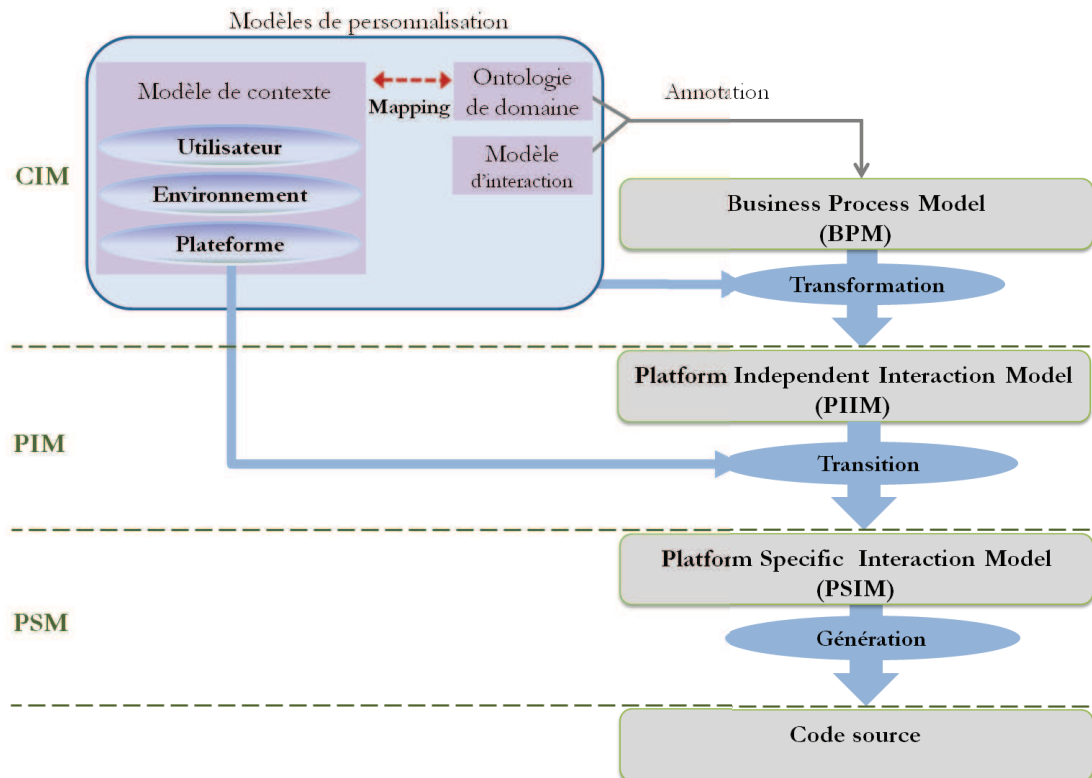 Modèles de personnalisation
Modèle de contexte
Utilisateur
Environnement
Plateforme
Mapping
Ontologie
de domaine
Modèle
d'interaction
Annotation
CIM
Business Process Model
(BPM)
Transformation
Platform Independent Interaction Model
(PIIM)
PIM
Transition
Platform Specific Interaction Model
(PSIM)
PSM
Génération
Code source